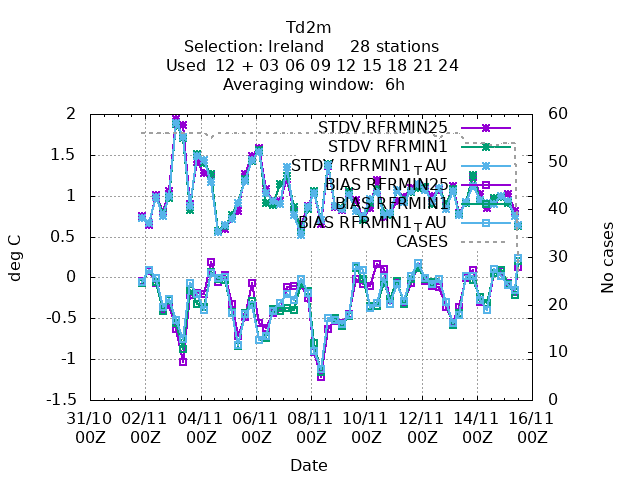 Td2m
Selection: Ireland     28 stations
Used  12 + 03 06 09 12 15 18 21 24
Averaging window:  6h
STDV RFRMIN25
STDV RFRMIN1
STDV RFRMIN1┬AU
BIAS RFRMIN25
BIAS RFRMIN1
BIAS RFRMIN1┬AU
CASES
deg C
2
1.5
1
0.5
0
-0.5
-1
-1.5
No cases
60
50
40
30
20
10
0
31/10 02/11 04/11 06/11 08/11 10/11 12/11 14/11 16/11
00Z 00Z 00Z 00Z 00Z 00Z 00Z 00Z 00Z
Date